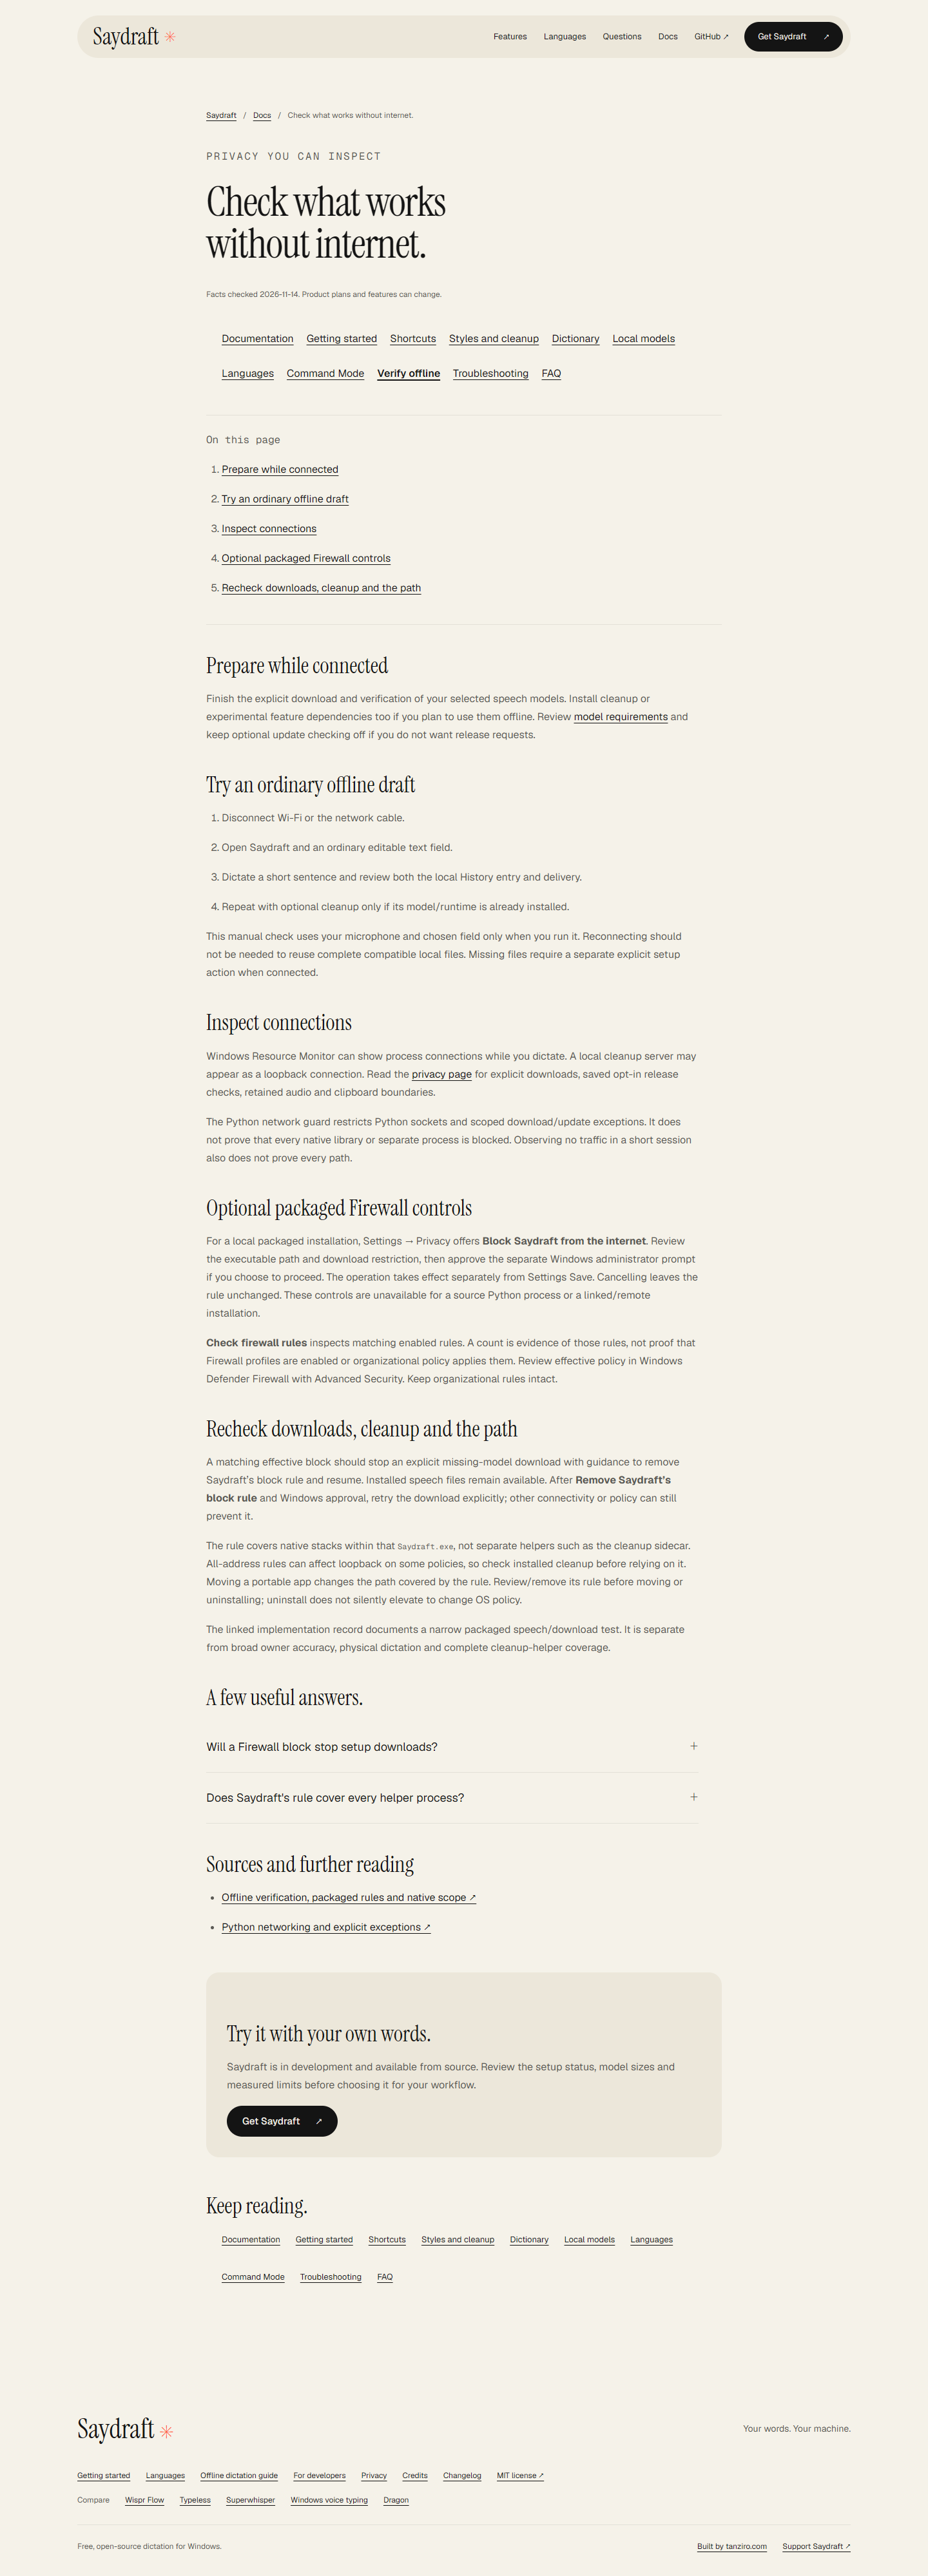 Saydraft
Features Languages Questions Docs GitHub ↗ Get Saydraft ↗
Saydraft / Docs / Check what works without internet.
PRIVACY YOU CAN INSPECT
Check what works
without internet.
Facts checked 2026-11-14. Product plans and features can change.
Documentation Getting started Shortcuts Styles and cleanup Dictionary Local models
Languages Command Mode Verify offline Troubleshooting FAQ
On this page
1. Prepare while connected
2. Try an ordinary offline draft
3. Inspect connections
4. Optional packaged Firewall controls
5. Recheck downloads, cleanup and the path
Prepare while connected
Finish the explicit download and verification of your selected speech models. Install cleanup or
experimental feature dependencies too if you plan to use them offline. Review model requirements and
keep optional update checking off if you do not want release requests.
Try an ordinary offline draft
1. Disconnect Wi-Fi or the network cable.
2. Open Saydraft and an ordinary editable text field.
3. Dictate a short sentence and review both the local History entry and delivery.
4. Repeat with optional cleanup only if its model/runtime is already installed.
This manual check uses your microphone and chosen field only when you run it. Reconnecting should
not be needed to reuse complete compatible local files. Missing files require a separate explicit setup
action when connected.
Inspect connections
Windows Resource Monitor can show process connections while you dictate. A local cleanup server may
appear as a loopback connection. Read the privacy page for explicit downloads, saved opt-in release
checks, retained audio and clipboard boundaries.
The Python network guard restricts Python sockets and scoped download/update exceptions. It does
not prove that every native library or separate process is blocked. Observing no traffic in a short session
also does not prove every path.
Optional packaged Firewall controls
For a local packaged installation, Settings → Privacy offers Block Saydraft from the internet. Review
the executable path and download restriction, then approve the separate Windows administrator prompt
if you choose to proceed. The operation takes effect separately from Settings Save. Cancelling leaves the
rule unchanged. These controls are unavailable for a source Python process or a linked/remote
installation.
Check firewall rules inspects matching enabled rules. A count is evidence of those rules, not proof that
Firewall profiles are enabled or organizational policy applies them. Review effective policy in Windows
Defender Firewall with Advanced Security. Keep organizational rules intact.
Recheck downloads, cleanup and the path
A matching effective block should stop an explicit missing-model download with guidance to remove
Saydraft's block rule and resume. Installed speech files remain available. After Remove Saydraft's
block rule and Windows approval, retry the download explicitly; other connectivity or policy can still
prevent it.
The rule covers native stacks within that Saydraft.exe, not separate helpers such as the cleanup sidecar.
All-address rules can affect loopback on some policies, so check installed cleanup before relying on it.
Moving a portable app changes the path covered by the rule. Review/remove its rule before moving or
uninstalling; uninstall does not silently elevate to change OS policy.
The linked implementation record documents a narrow packaged speech/download test. It is separate
from broad owner accuracy, physical dictation and complete cleanup-helper coverage.
A few useful answers.
Will a Firewall block stop setup downloads? +
Does Saydraft's rule cover every helper process? +
Sources and further reading
• Offline verification, packaged rules and native scope ↗
• Python networking and explicit exceptions ↗
Try it with your own words.
Saydraft is in development and available from source. Review the setup status, model sizes and
measured limits before choosing it for your workflow.
Get Saydraft ↗
Keep reading.
Documentation Getting started Shortcuts Styles and cleanup Dictionary Local models Languages
Command Mode Troubleshooting FAQ
Saydraft
Your words. Your machine.
Getting started Languages Offline dictation guide For developers Privacy Credits Changelog MIT license ↗
Compare Wispr Flow Typeless Superwhisper Windows voice typing Dragon
Free, open-source dictation for Windows.
Built by tanziro.com Support Saydraft ↗